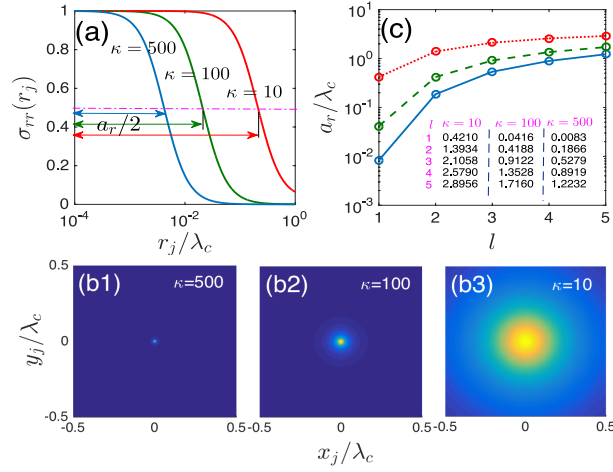 (a)
κ = 500
κ = 100
κ = 10
a_r/2
σ_rr(r_j)
1
0.8
0.6
0.4
0.2
0
10^-4
10^-2
10^0
r_j/λ_c
(c)
a_r/λ_c
10^1
10^0
10^-1
10^-2
10^-3
l κ = 10 κ = 100 κ = 500
1 0.4210 0.0416 0.0083
2 1.3934 0.4188 0.1866
3 2.1058 0.9122 0.5279
4 2.5790 1.3528 0.8919
5 2.8956 1.7160 1.2232
1 2 3 4 5
l
(b1) κ=500
(b2) κ=100
(b3) κ=10
y_j/λ_c
0.5
0
-0.5
-0.5 0 0.5
-0.5 0 0.5
-0.5 0 0.5
x_j/λ_c